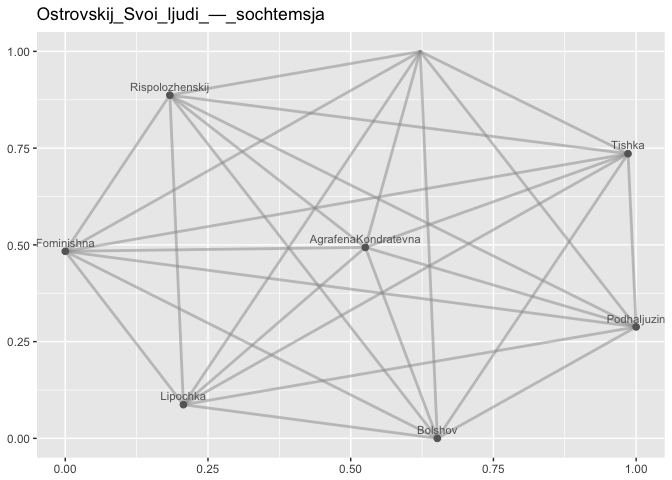 Ostrovskij_Svoi_ljudi_—_sochtemsja
1.00
Rispolozhenskij
Tishka
0.75
Fominishna
AgrafenaKondratevna
0.50
Podhaljuzin
0.25
Lipochka
Bolshov
0.00
0.00 0.25 0.50 0.75 1.00